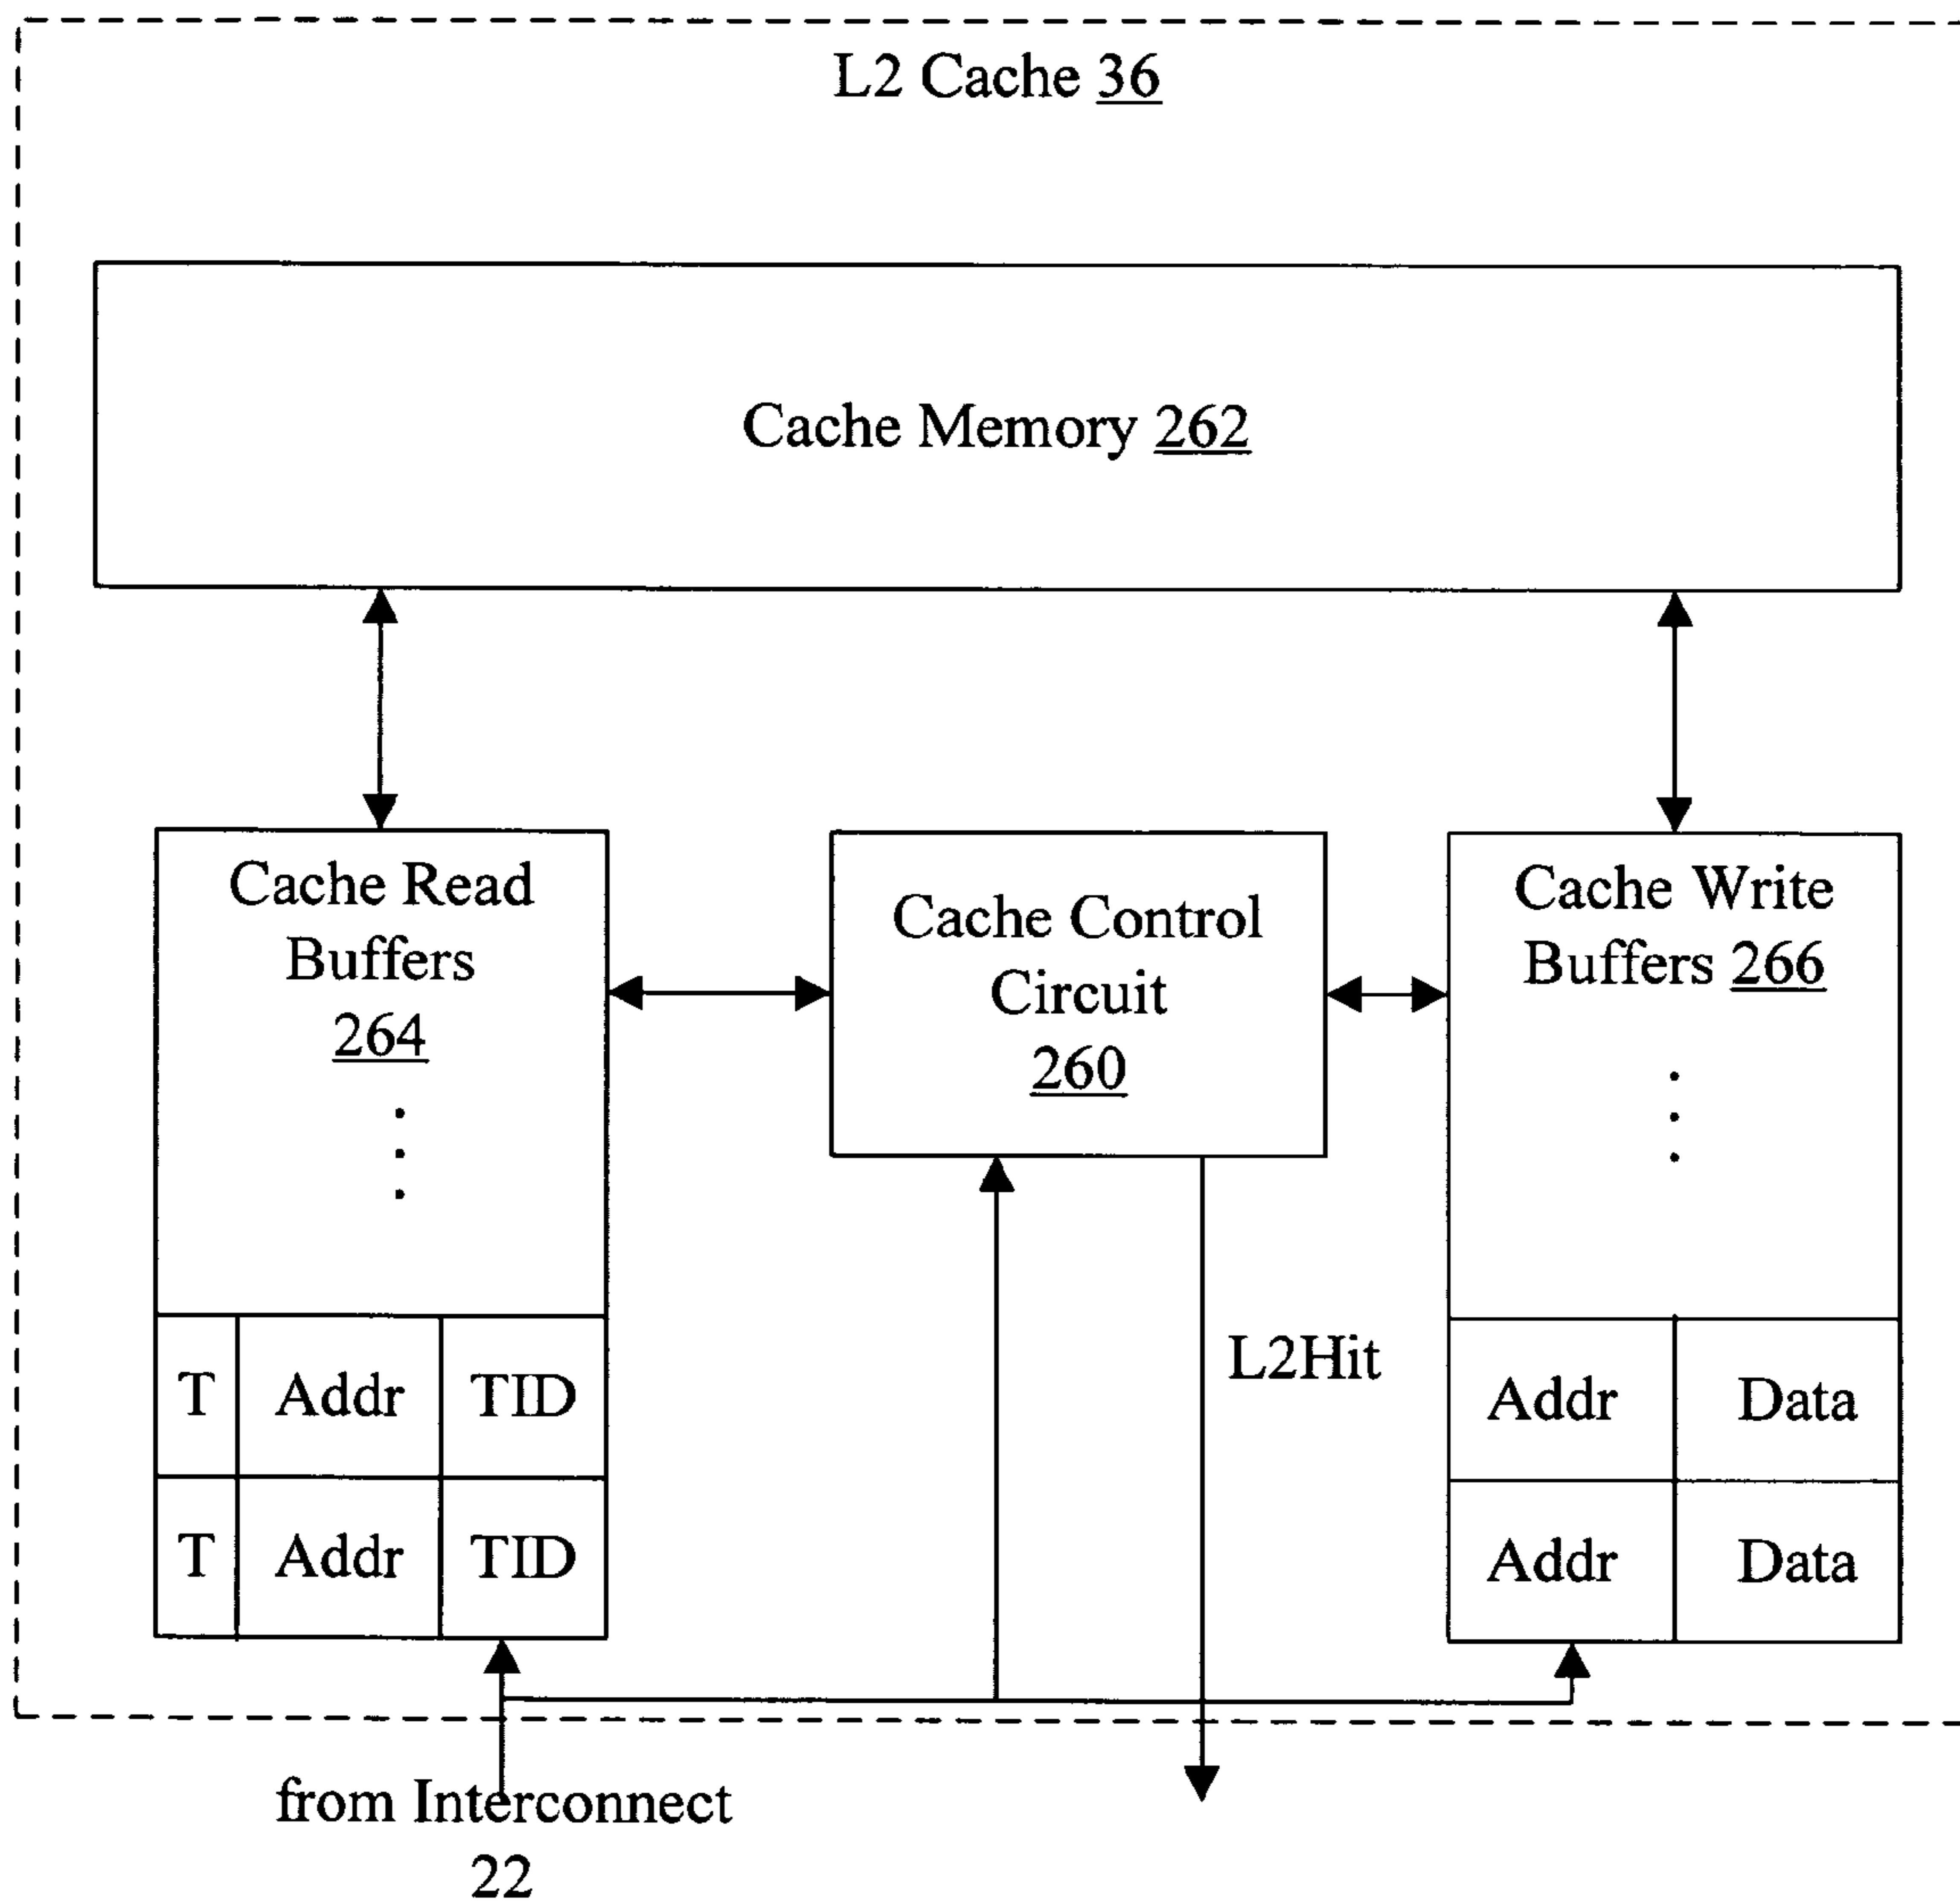 L2 Cache 36
Cache Memory 262
Cache Read
Buffers
264
Cache Control
Circuit
260
Cache Write
Buffers 266
L2Hit
T Addr TID
T Addr TID
Addr Data
Addr Data
from Interconnect
22